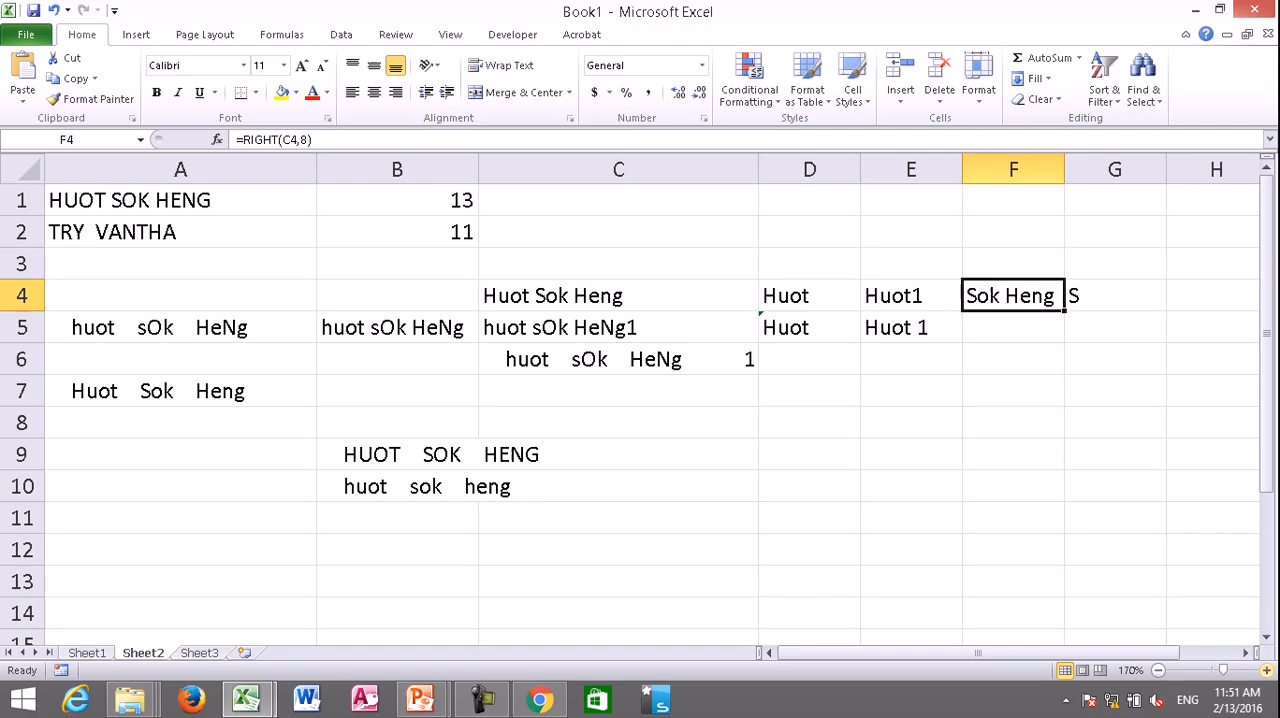 Book1 - Microsoft Excel
File Home Insert Page Layout Formulas Data Review View Developer Acrobat
Paste Cut Copy Format Painter Clipboard
Calibri 11 A A B I U A Font
Wrap Text Merge & Center Alignment
General $ % , Number
Conditional Formatting Format as Table Cell Styles Styles
Insert Delete Format Cells
Σ AutoSum Fill Clear Sort & Filter Find & Select Editing
F4 fx =RIGHT(C4,8)
A B C D E F G H
1 HUOT SOK HENG 13
2 TRY  VANTHA 11
3
4 Huot Sok Heng Huot Huot1 Sok Heng S
5 huot    sOk    HeNg huot sOk HeNg huot sOk HeNg1 Huot Huot 1
6 huot    sOk    HeNg    1
7 Huot    Sok    Heng
8
9 HUOT    SOK    HENG
10 huot    sok    heng
11
12
13
14
15
Sheet1 Sheet2 Sheet3
Ready 170%
ENG 11:51 AM
2/13/2016